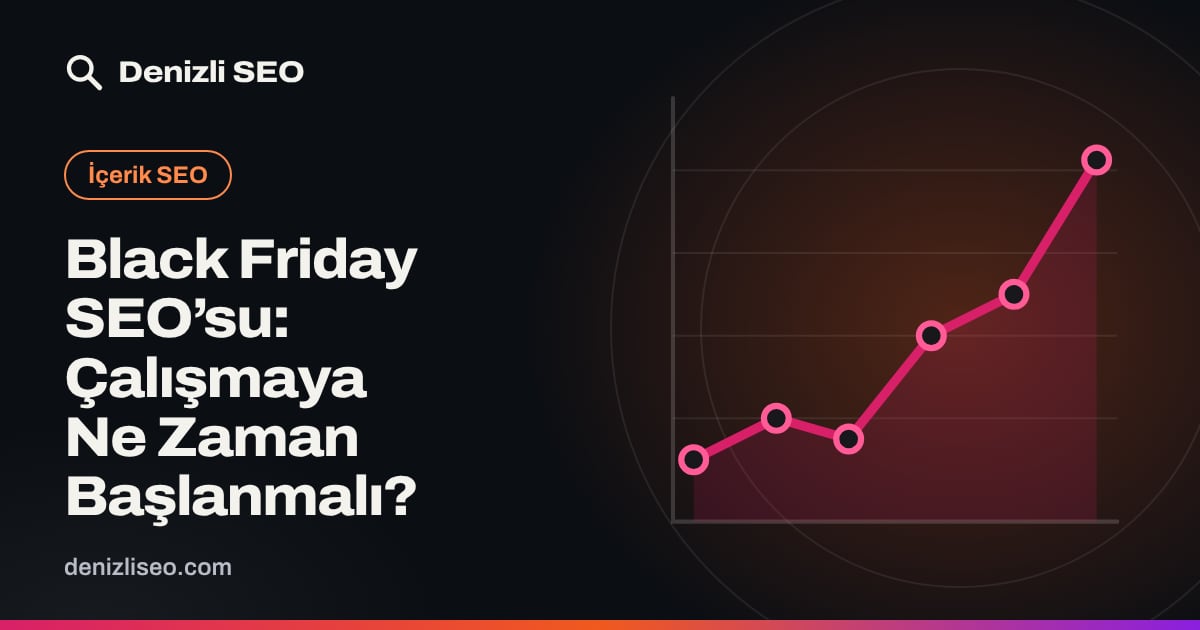 Denizli SEO
İçerik SEO
Black Friday
SEO’su:
Çalışmaya
Ne Zaman
Başlanmalı?
denizliseo.com